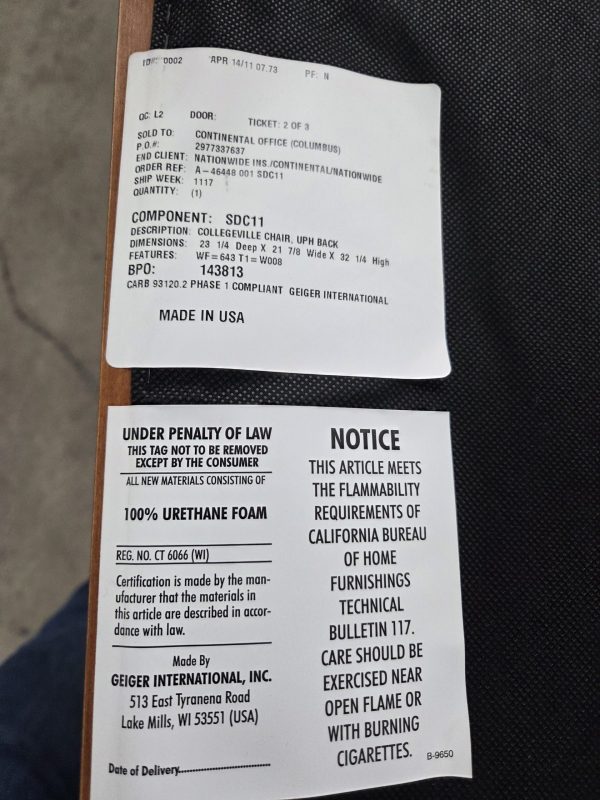 ID#: 0002 APR 14/11 07.73 PF: N
QC: L2 DOOR: TICKET: 2 OF 3
SOLD TO: CONTINENTAL OFFICE (COLUMBUS)
P.O.#: 2977337637
END CLIENT: NATIONWIDE INS./CONTINENTAL/NATIONWIDE
ORDER REF: A-46448 001 SDC11
SHIP WEEK: 1117
QUANTITY: (1)
COMPONENT: SDC11
DESCRIPTION: COLLEGEVILLE CHAIR, UPH BACK
DIMENSIONS: 23 1/4 Deep X 21 7/8 Wide X 32 1/4 High
FEATURES: WF=643 T1=W008
BPO: 143813
CARB 93120.2 PHASE 1 COMPLIANT GEIGER INTERNATIONAL
MADE IN USA
UNDER PENALTY OF LAW
THIS TAG NOT TO BE REMOVED
EXCEPT BY THE CONSUMER
ALL NEW MATERIALS CONSISTING OF
100% URETHANE FOAM
REG. NO. CT 6066 (WI)
Certification is made by the man-
ufacturer that the materials in
this article are described in accor-
dance with law.
Made By
GEIGER INTERNATIONAL, INC.
513 East Tyranena Road
Lake Mills, WI 53551 (USA)
Date of Delivery
NOTICE
THIS ARTICLE MEETS
THE FLAMMABILITY
REQUIREMENTS OF
CALIFORNIA BUREAU
OF HOME
FURNISHINGS
TECHNICAL
BULLETIN 117.
CARE SHOULD BE
EXERCISED NEAR
OPEN FLAME OR
WITH BURNING
CIGARETTES.
B-9650